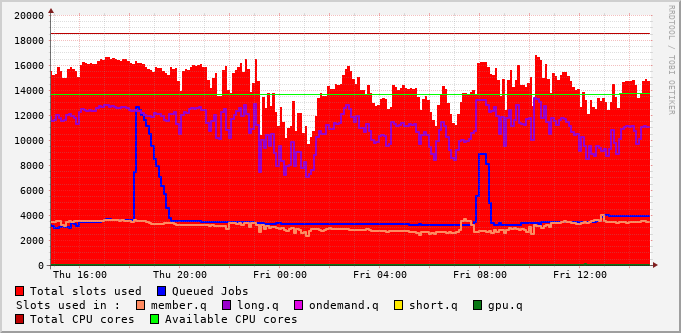 20000
18000
16000
14000
12000
10000
8000
6000
4000
2000
0
Thu 16:00 Thu 20:00 Fri 00:00 Fri 04:00 Fri 08:00 Fri 12:00
RRDTOOL / TOBI OETIKER
Total slots used Queued Jobs
Slots used in : member.q long.q ondemand.q short.q gpu.q
Total CPU cores Available CPU cores